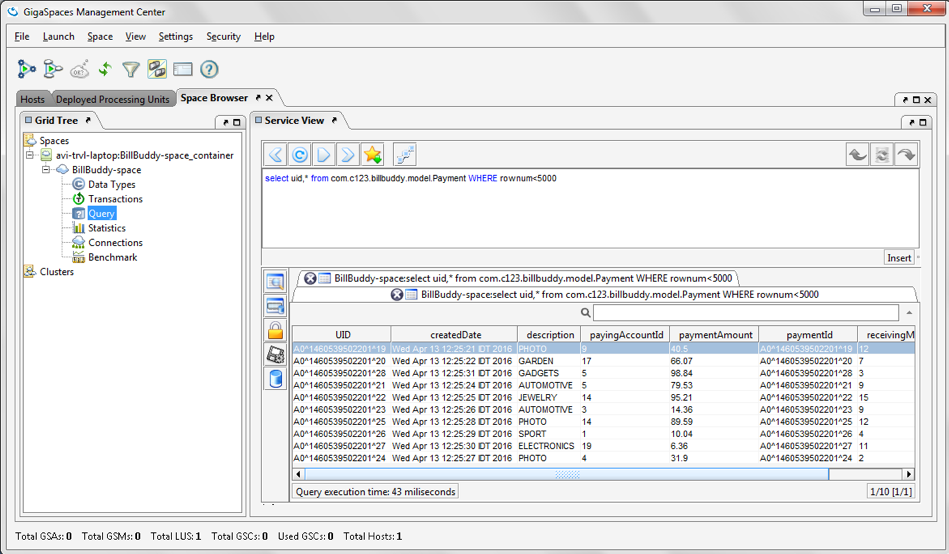 GigaSpaces Management Center
File Launch Space View Settings Security Help
Hosts Deployed Processing Units Space Browser
Grid Tree
Service View
Spaces
avi-trvl-laptop:BillBuddy-space_container
BillBuddy-space
Data Types
Transactions
Query
Statistics
Connections
Benchmark
Clusters
select uid,* from com.c123.billbuddy.model.Payment WHERE rownum<5000
Insert
BillBuddy-space:select uid,* from com.c123.billbuddy.model.Payment WHERE rownum<5000
BillBuddy-space:select uid,* from com.c123.billbuddy.model.Payment WHERE rownum<5000
UID createdDate description payingAccountId paymentAmount paymentId receivingM
A0^1460539502201^19 Wed Apr 13 12:25:21 IDT 2016 PHOTO 9 40.5 A0^1460539502201^19 12
A0^1460539502201^20 Wed Apr 13 12:25:22 IDT 2016 GARDEN 17 66.07 A0^1460539502201^20 7
A0^1460539502201^28 Wed Apr 13 12:25:31 IDT 2016 GADGETS 5 98.84 A0^1460539502201^28 3
A0^1460539502201^21 Wed Apr 13 12:25:24 IDT 2016 AUTOMOTIVE 5 79.53 A0^1460539502201^21 9
A0^1460539502201^22 Wed Apr 13 12:25:25 IDT 2016 JEWELRY 14 95.21 A0^1460539502201^22 15
A0^1460539502201^23 Wed Apr 13 12:25:26 IDT 2016 AUTOMOTIVE 3 14.36 A0^1460539502201^23 9
A0^1460539502201^25 Wed Apr 13 12:25:28 IDT 2016 PHOTO 14 89.59 A0^1460539502201^25 12
A0^1460539502201^26 Wed Apr 13 12:25:29 IDT 2016 SPORT 1 10.04 A0^1460539502201^26 4
A0^1460539502201^27 Wed Apr 13 12:25:30 IDT 2016 ELECTRONICS 19 6.36 A0^1460539502201^27 11
A0^1460539502201^24 Wed Apr 13 12:25:27 IDT 2016 PHOTO 4 31.9 A0^1460539502201^24 2
Query execution time: 43 miliseconds
1/10 [1/1]
Total GSAs: 0 Total GSMs: 0 Total LUS: 1 Total GSCs: 0 Used GSCs: 0 Total Hosts: 1